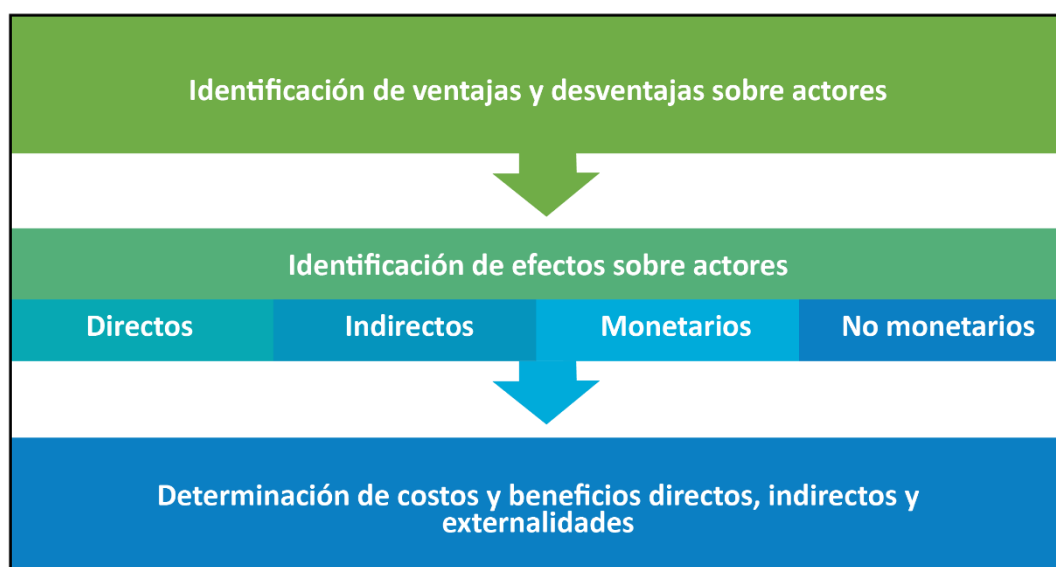 Identificación de ventajas y desventajas sobre actores
Identificación de efectos sobre actores
Directos
Indirectos
Monetarios
No monetarios
Determinación de costos y beneficios directos, indirectos y
externalidades